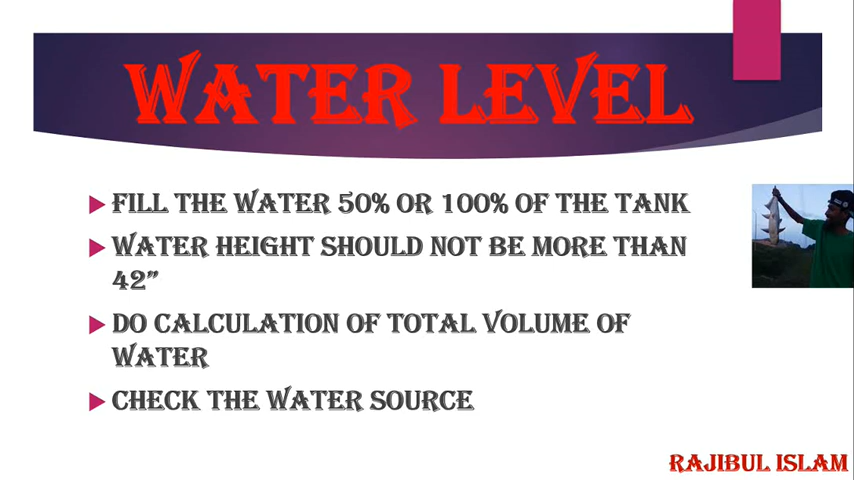 WATER LEVEL
FILL THE WATER 50% OR 100% OF THE TANK
WATER HEIGHT SHOULD NOT BE MORE THAN
42”
DO CALCULATION OF TOTAL VOLUME OF
WATER
CHECK THE WATER SOURCE
RAJIBUL ISLAM